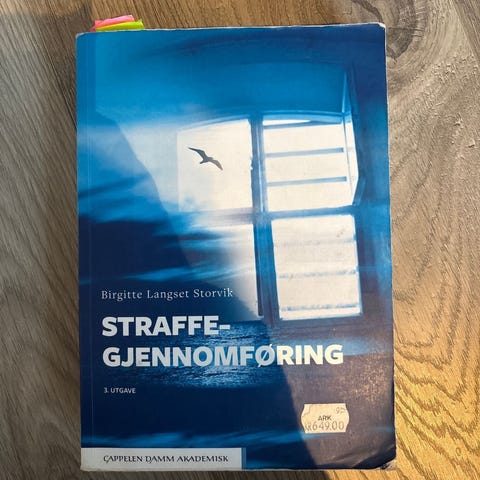 Birgitte Langset Storvik
STRAFFE-
GJENNOMFØRING
3. UTGAVE
ARK
649.00
CAPPELEN DAMM AKADEMISK